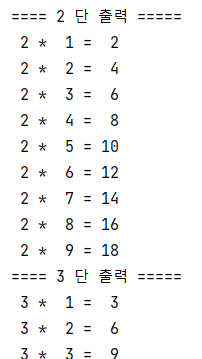 ==== 2 단 출력 =====
2 *  1 =  2
2 *  2 =  4
2 *  3 =  6
2 *  4 =  8
2 *  5 = 10
2 *  6 = 12
2 *  7 = 14
2 *  8 = 16
2 *  9 = 18
==== 3 단 출력 =====
3 *  1 =  3
3 *  2 =  6
3 *  3 =  9